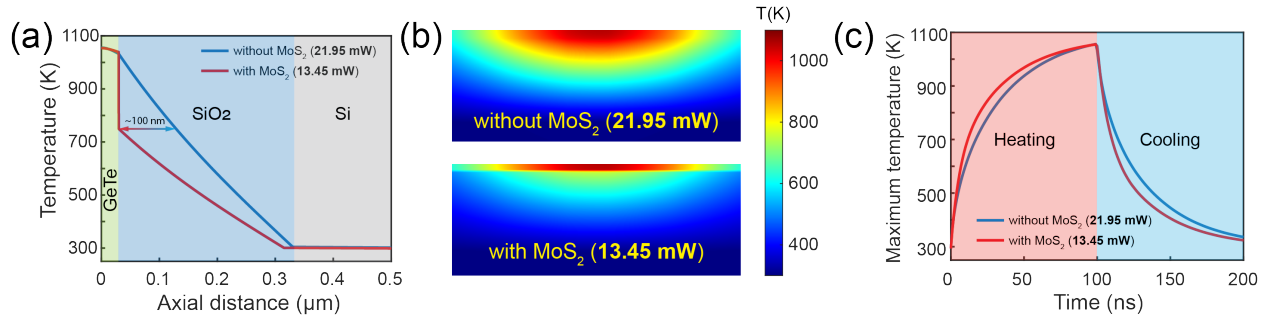 (a)
Temperature (K)
1100
900
700
500
300
without MoS₂ (21.95 mW)
with MoS₂ (13.45 mW)
SiO2
Si
~100 nm
GeTe
0
0.1
0.2
0.3
0.4
0.5
Axial distance (μm)
(b)
T(K)
1000
800
600
400
without MoS₂ (21.95 mW)
with MoS₂ (13.45 mW)
(c)
Maximum temperature (K)
1100
900
700
500
300
Heating
Cooling
without MoS₂ (21.95 mW)
with MoS₂ (13.45 mW)
0
50
100
150
200
Time (ns)